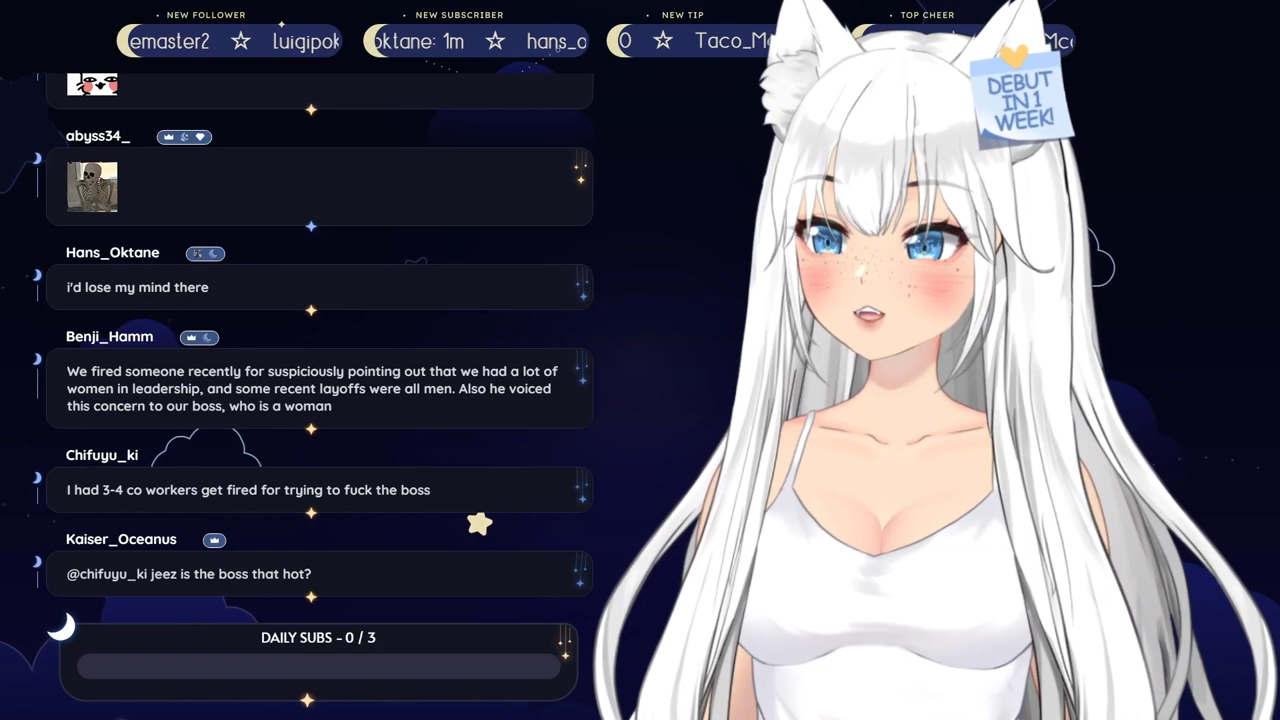 NEW FOLLOWER
NEW SUBSCRIBER
NEW TIP
TOP CHEER
emaster2 ☆ luigipok
oktane: 1m ☆ hans_o
0 ☆ Taco_M
DEBUT
IN 1
WEEK!
abyss34_
Hans_Oktane
i'd lose my mind there
Benji_Hamm
We fired someone recently for suspiciously pointing out that we had a lot of
women in leadership, and some recent layoffs were all men. Also he voiced
this concern to our boss, who is a woman
Chifuyu_ki
I had 3-4 co workers get fired for trying to fuck the boss
Kaiser_Oceanus
@chifuyu_ki jeez is the boss that hot?
DAILY SUBS - 0 / 3